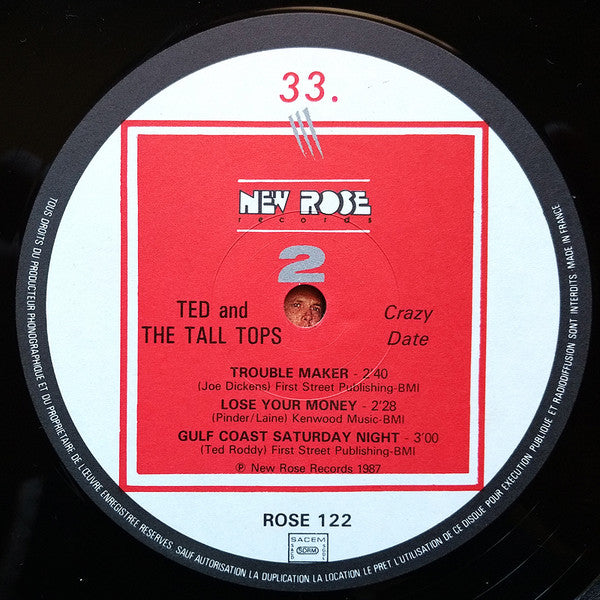 33.
NEW ROSE
records
2
TED and
THE TALL TOPS
Crazy
Date
TROUBLE MAKER - 2'40
(Joe Dickens) First Street Publishing-BMI
LOSE YOUR MONEY - 2'28
(Pinder/Laine) Kenwood Music-BMI
GULF COAST SATURDAY NIGHT - 3'00
(Ted Roddy) First Street Publishing-BMI
℗ New Rose Records 1987
ROSE 122
SACEM
SDRM
TOUS DROITS DU PRODUCTEUR PHONOGRAPHIQUE ET DU PROPRIETAIRE DE L'ŒUVRE ENREGISTREE RESERVES SAUF AUTORISATION LA DUPLICATION LA LOCATION LE PRET L'UTILISATION DE CE DISQUE POUR EXECUTION PUBLIQUE ET RADIODIFFUSION SONT INTERDITS MADE IN FRANCE